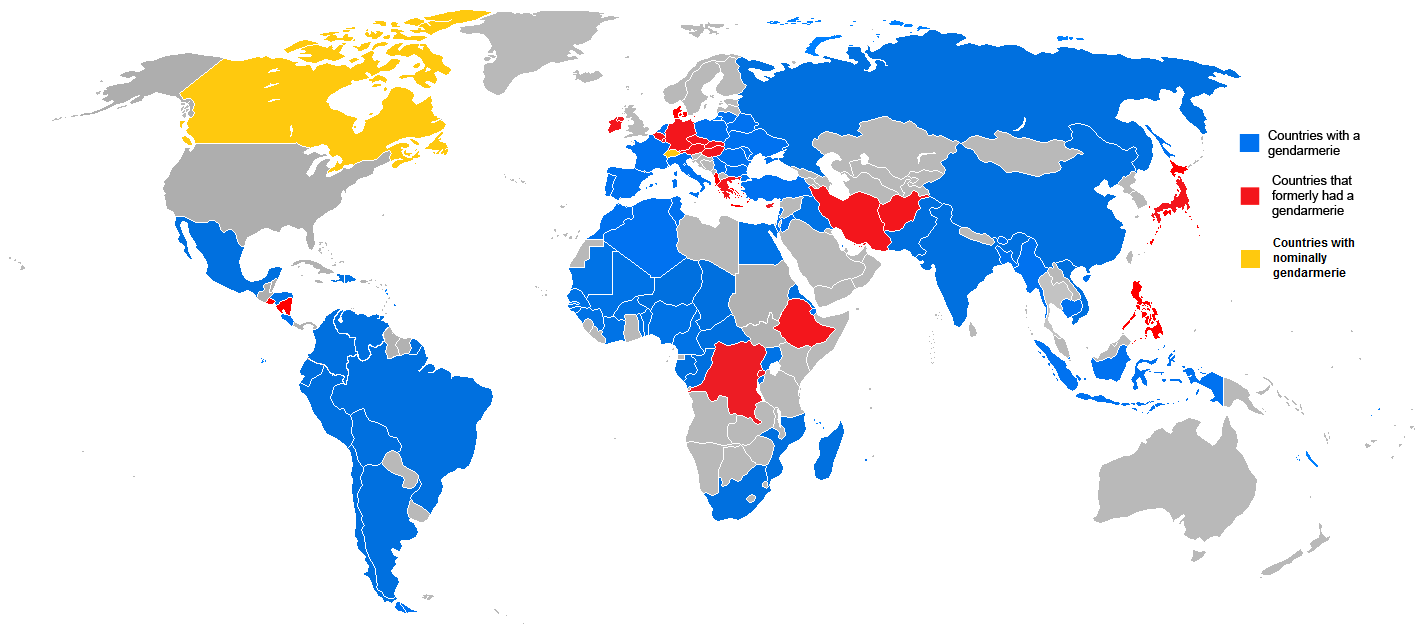 Countries with a
gendarmerie
Countries that
formerly had a
gendarmerie
Countries with
nominally
gendarmerie